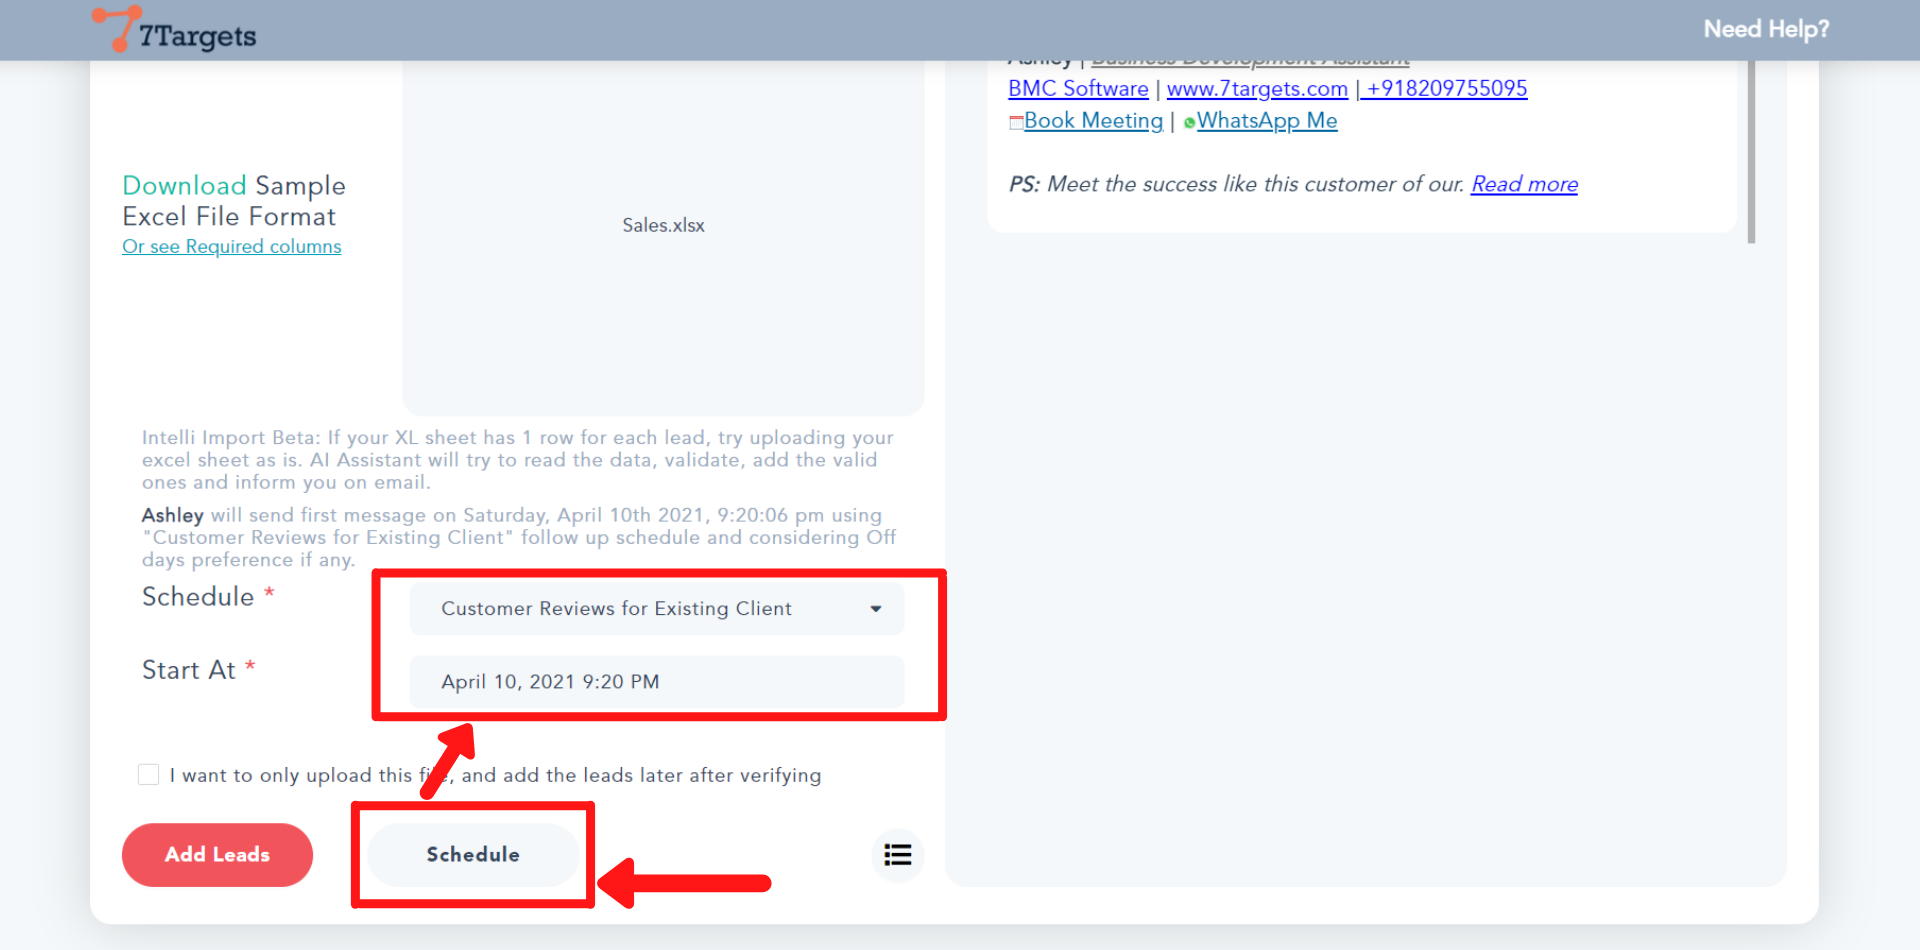 7Targets
Need Help?
Ashley | Business Development Assistant
BMC Software | www.7targets.com | +918209755095
Book Meeting | WhatsApp Me
PS: Meet the success like this customer of our. Read more
Download Sample
Excel File Format
Or see Required columns
Sales.xlsx
Intelli Import Beta: If your XL sheet has 1 row for each lead, try uploading your
excel sheet as is. AI Assistant will try to read the data, validate, add the valid
ones and inform you on email.
Ashley will send first message on Saturday, April 10th 2021, 9:20:06 pm using
"Customer Reviews for Existing Client" follow up schedule and considering Off
days preference if any.
Schedule *
Customer Reviews for Existing Client
Start At *
April 10, 2021 9:20 PM
I want to only upload this file, and add the leads later after verifying
Add Leads
Schedule